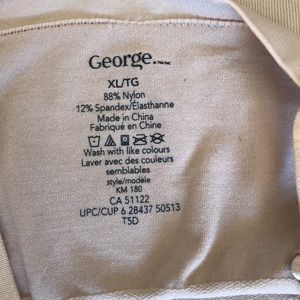 George
XL/TG
88% Nylon
12% Spandex/Élasthanne
Made in China
Fabriqué en Chine
Wash with like colours
Laver avec des couleurs
semblables
style/modèle
KM 180
CA 51122
UPC/CUP 6 28437 50513
T5D